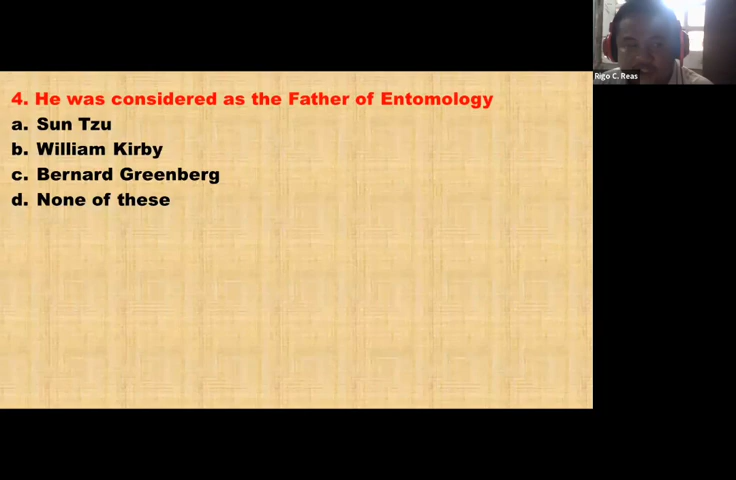 Rigo C. Reas
4. He was considered as the Father of Entomology
a. Sun Tzu
b. William Kirby
c. Bernard Greenberg
d. None of these